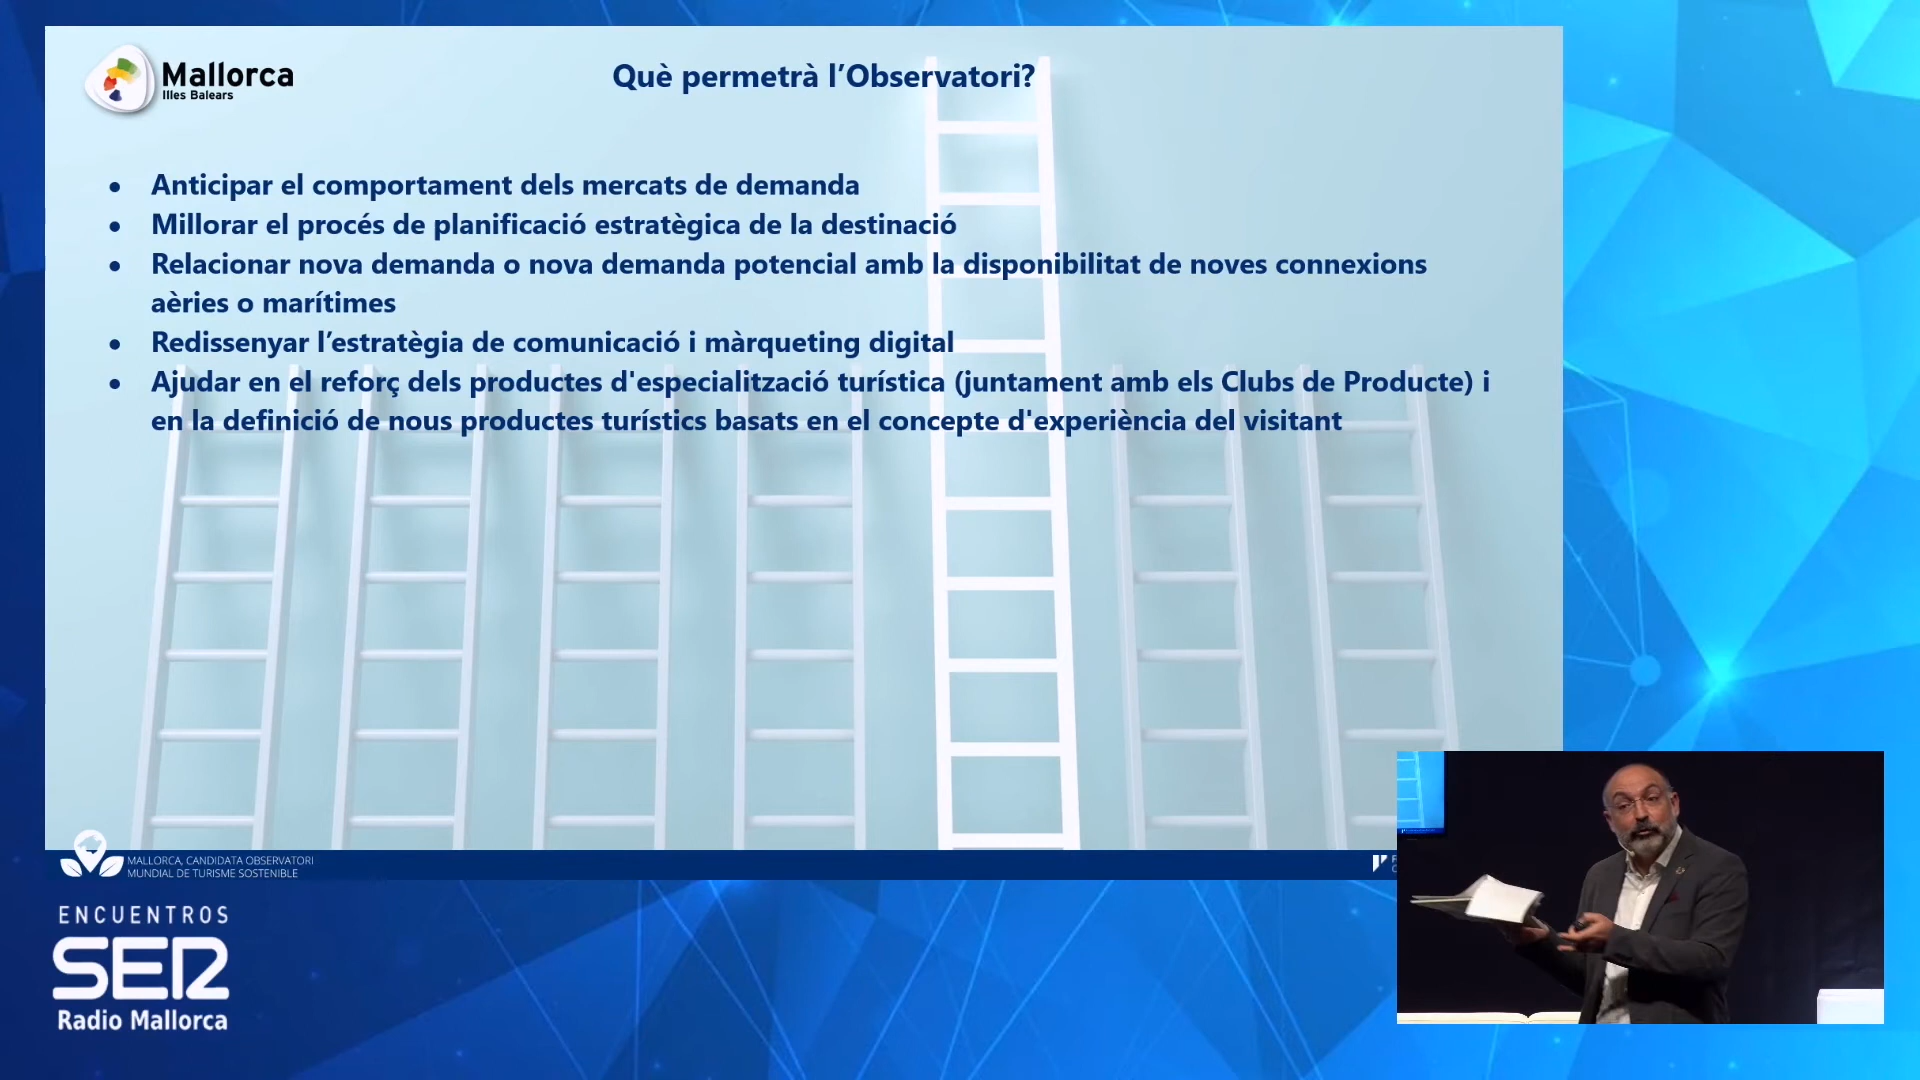 Mallorca
Illes Balears
Què permetrà l’Observatori?
• Anticipar el comportament dels mercats de demanda
• Millorar el procés de planificació estratègica de la destinació
• Relacionar nova demanda o nova demanda potencial amb la disponibilitat de noves connexions
aèries o marítimes
• Redissenyar l’estratègia de comunicació i màrqueting digital
• Ajudar en el reforç dels productes d'especialització turística (juntament amb els Clubs de Producte) i
en la definició de nous productes turístics basats en el concepte d'experiència del visitant
MALLORCA, CANDIDATA OBSERVATORI
MUNDIAL DE TURISME SOSTENIBLE
ENCUENTROS
SER
Radio Mallorca